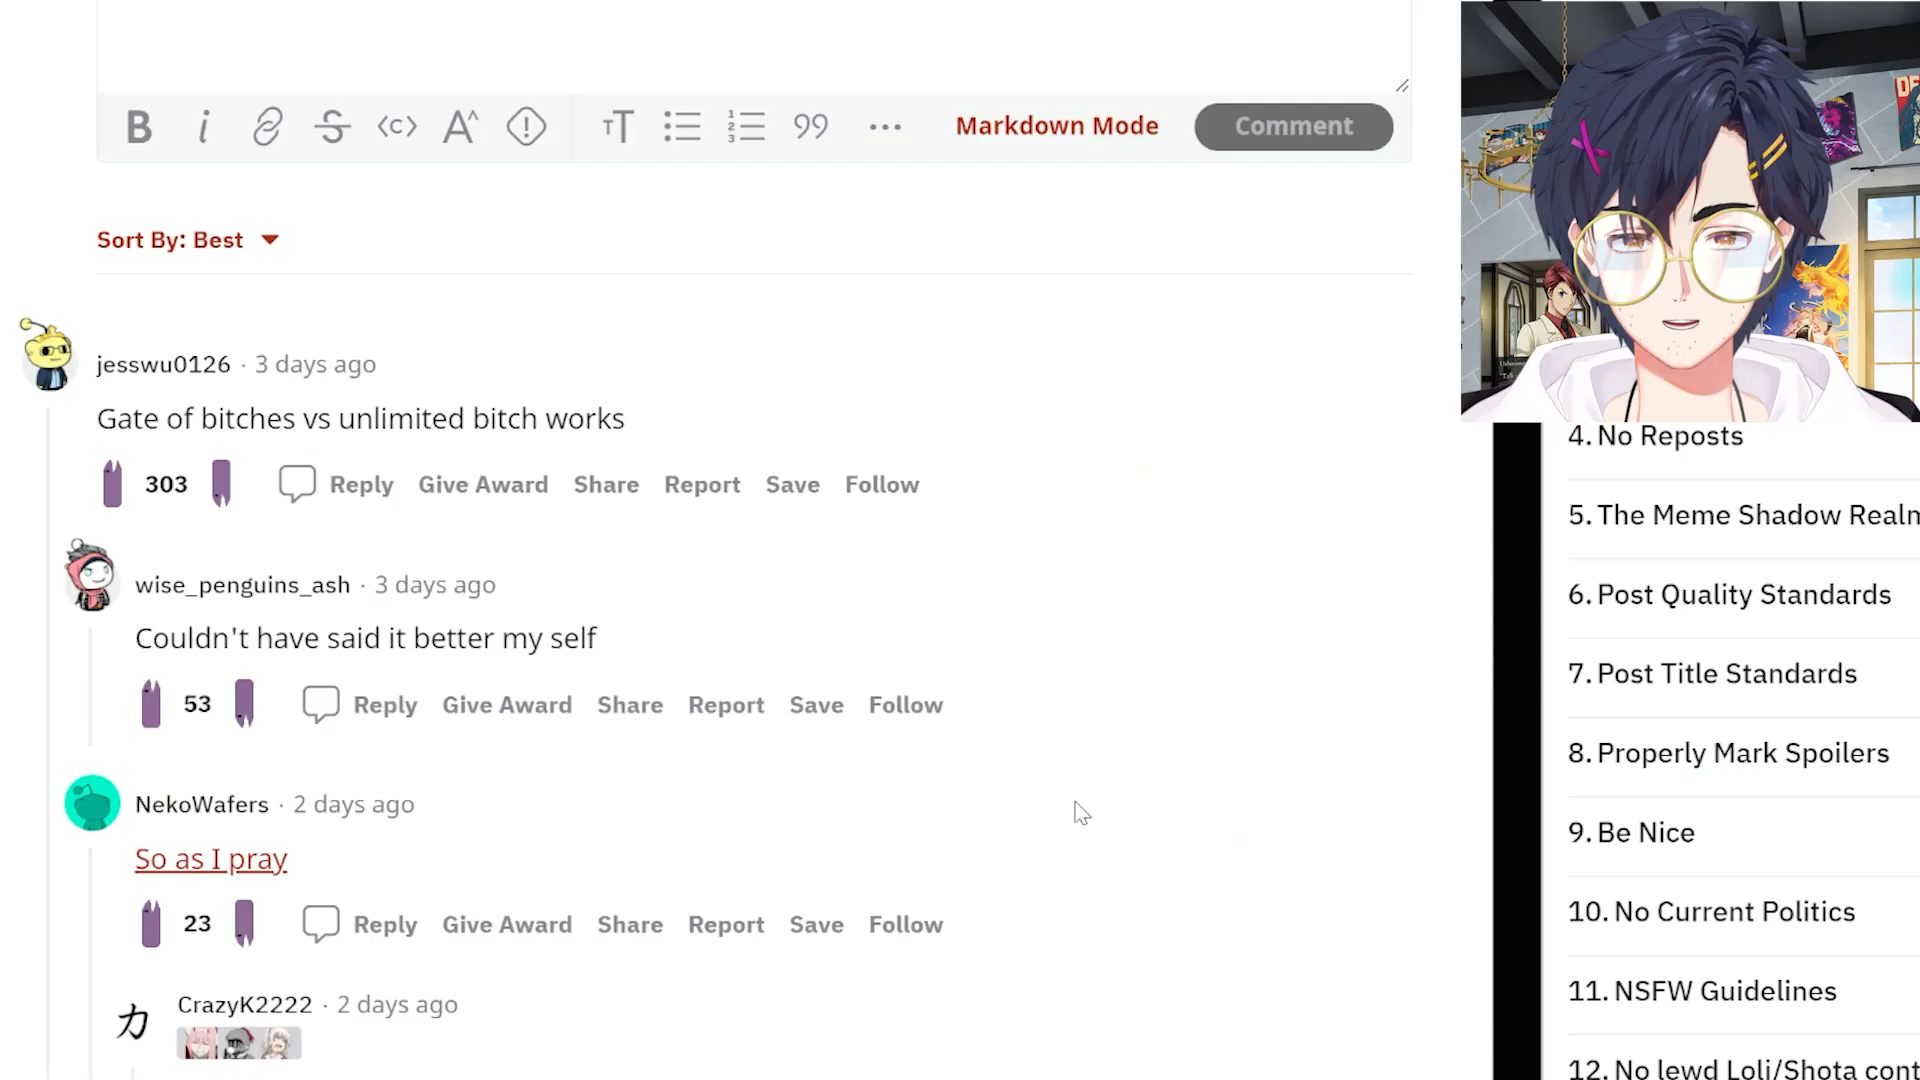 B i <c> A^ TT 99 ... Markdown Mode Comment
Sort By: Best
jesswu0126 · 3 days ago
Gate of bitches vs unlimited bitch works
303 Reply Give Award Share Report Save Follow
wise_penguins_ash · 3 days ago
Couldn't have said it better my self
53 Reply Give Award Share Report Save Follow
NekoWafers · 2 days ago
So as I pray
23 Reply Give Award Share Report Save Follow
カ CrazyK2222 · 2 days ago
4. No Reposts
5. The Meme Shadow Realm
6. Post Quality Standards
7. Post Title Standards
8. Properly Mark Spoilers
9. Be Nice
10. No Current Politics
11. NSFW Guidelines
12. No lewd Loli/Shota cont